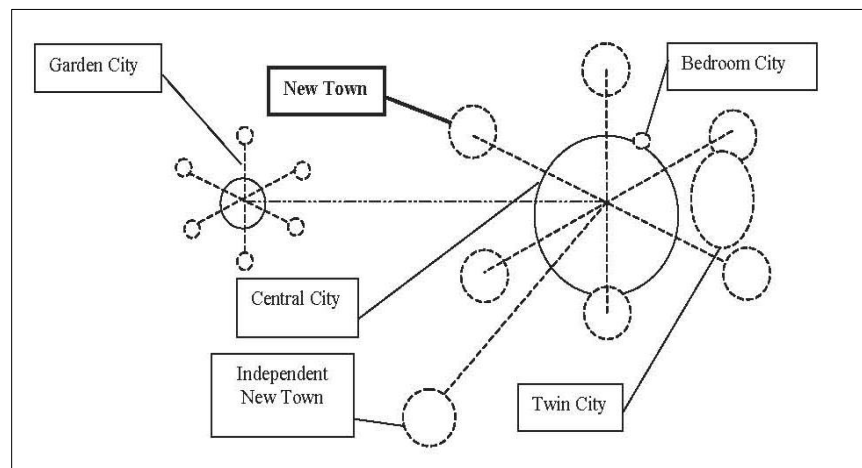 Garden City
New Town
Bedroom City
Central City
Independent
New Town
Twin City